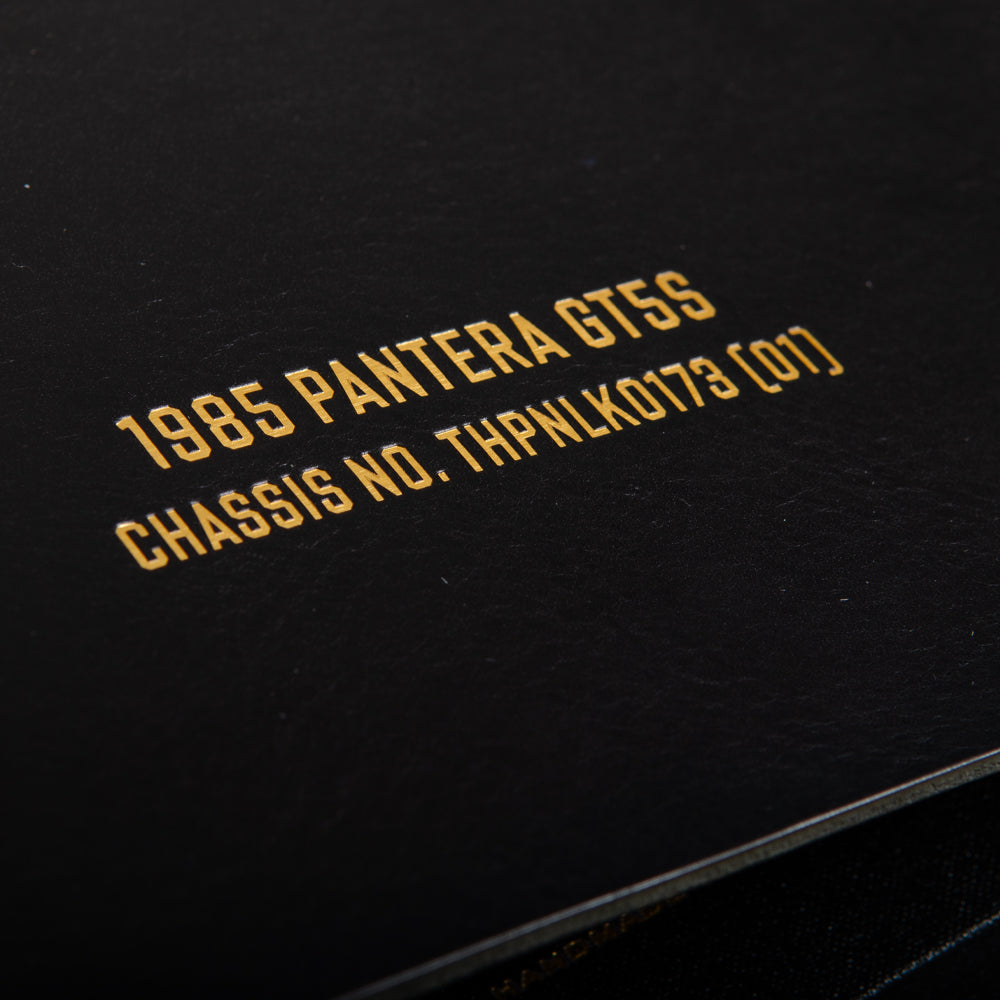 1985 PANTERA GT5S
CHASSIS NO. THPNLK0173 (01)